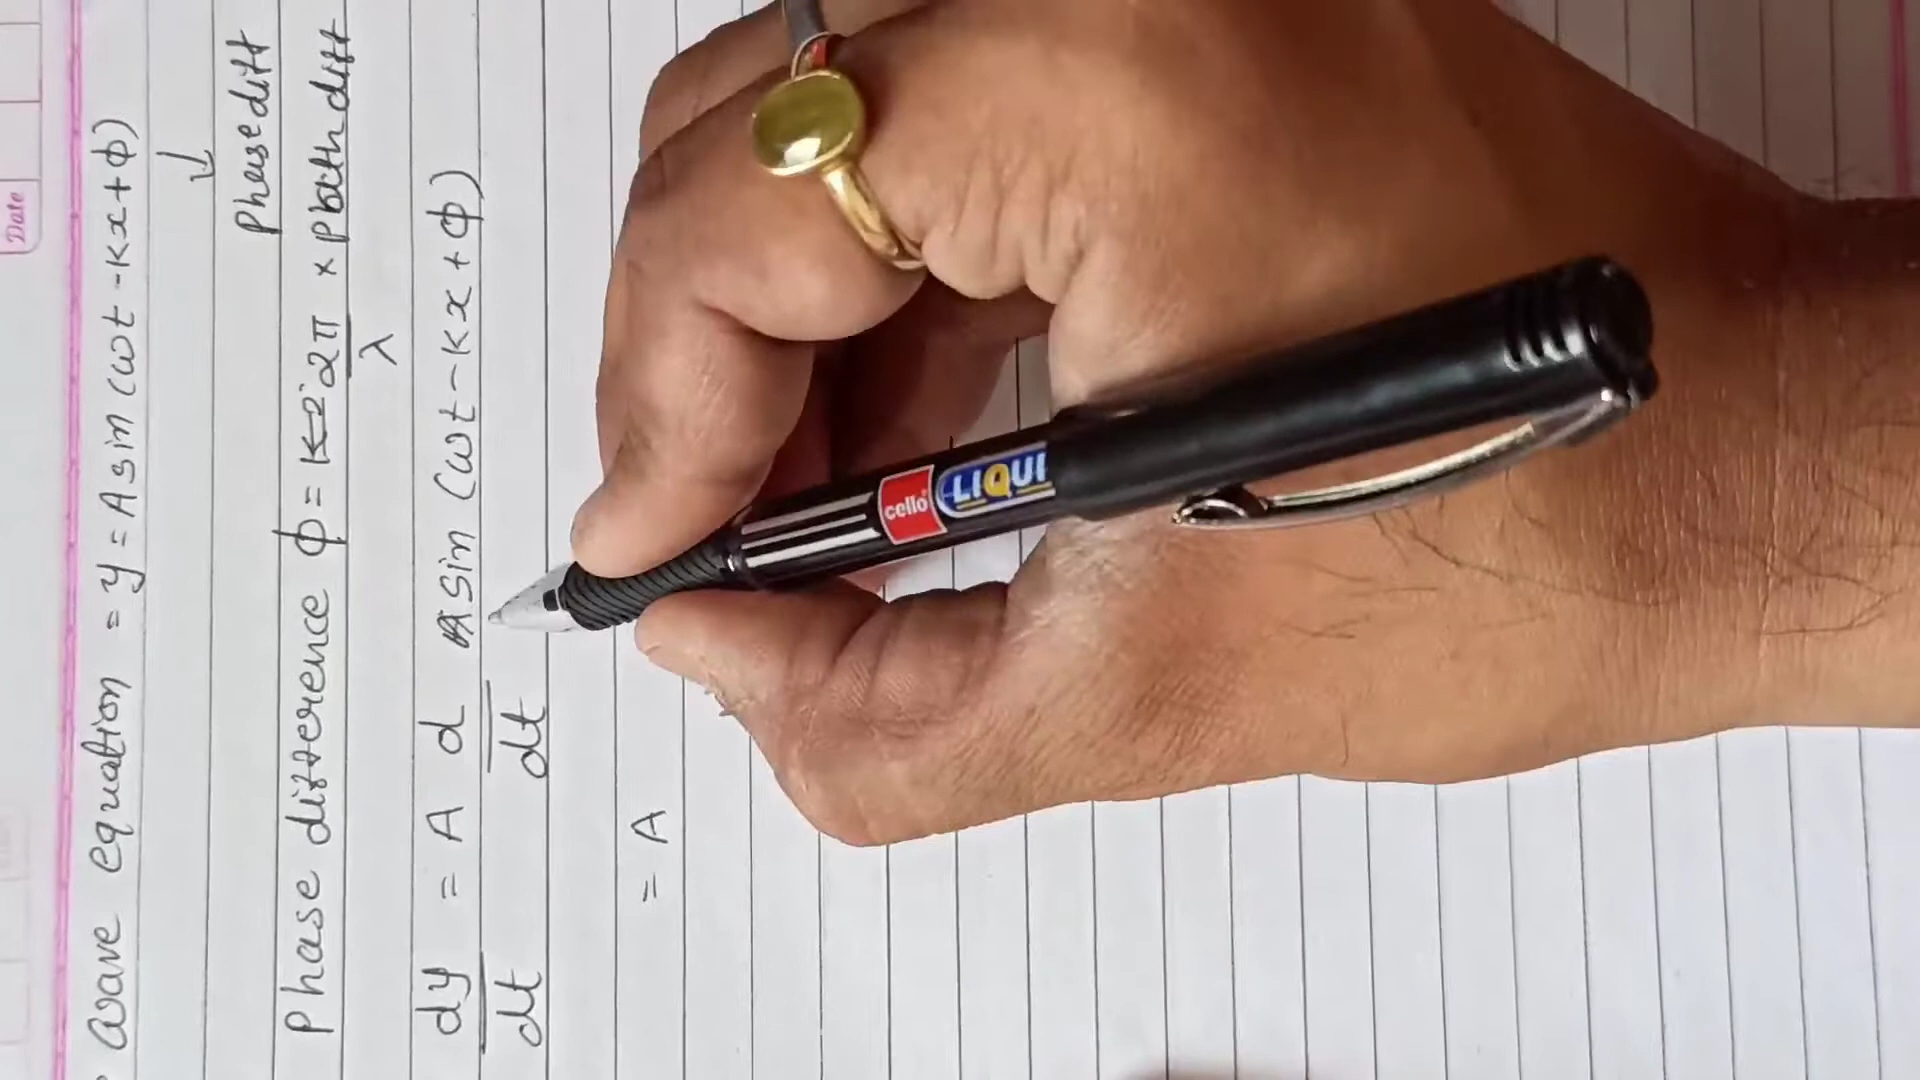 Date
wave equation = y = A sin (ωt - kx + φ)
↓
Phase diff
Phase difference φ = 2π × Path diff
λ
dy = A d sin (ωt - kx + φ)
dt dt
= A
cello LIQUI